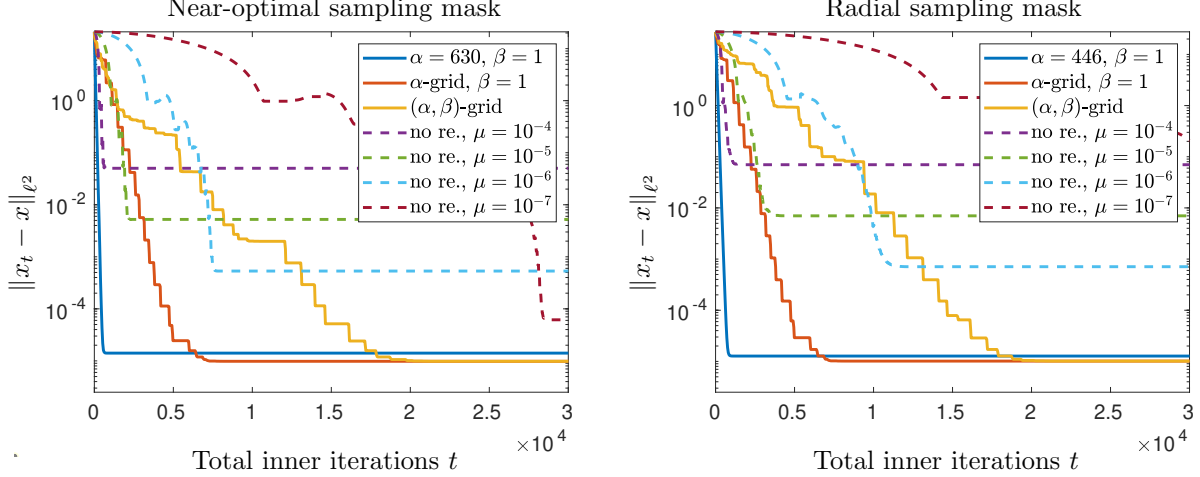 Near-optimal sampling mask
α = 630, β = 1
α-grid, β = 1
(α, β)-grid
no re., μ = 10^-4
no re., μ = 10^-5
no re., μ = 10^-6
no re., μ = 10^-7
10^0
10^-2
10^-4
‖x_t − x‖_ℓ²
0 0.5 1 1.5 2 2.5 3
×10^4
Total inner iterations t
Radial sampling mask
α = 446, β = 1
α-grid, β = 1
(α, β)-grid
no re., μ = 10^-4
no re., μ = 10^-5
no re., μ = 10^-6
no re., μ = 10^-7
10^0
10^-2
10^-4
‖x_t − x‖_ℓ²
0 0.5 1 1.5 2 2.5 3
×10^4
Total inner iterations t